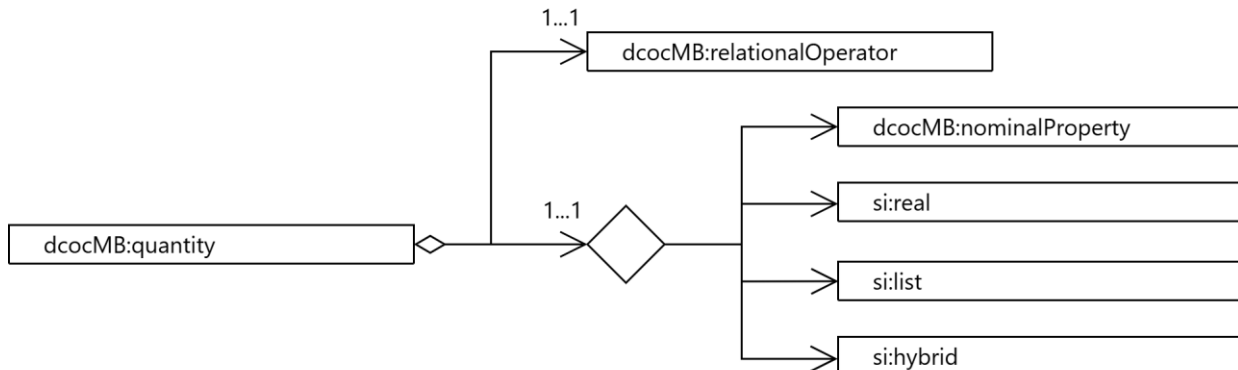 1...1
dcocMB:relationalOperator
dcocMB:nominalProperty
si:real
1...1
dcocMB:quantity
si:list
si:hybrid